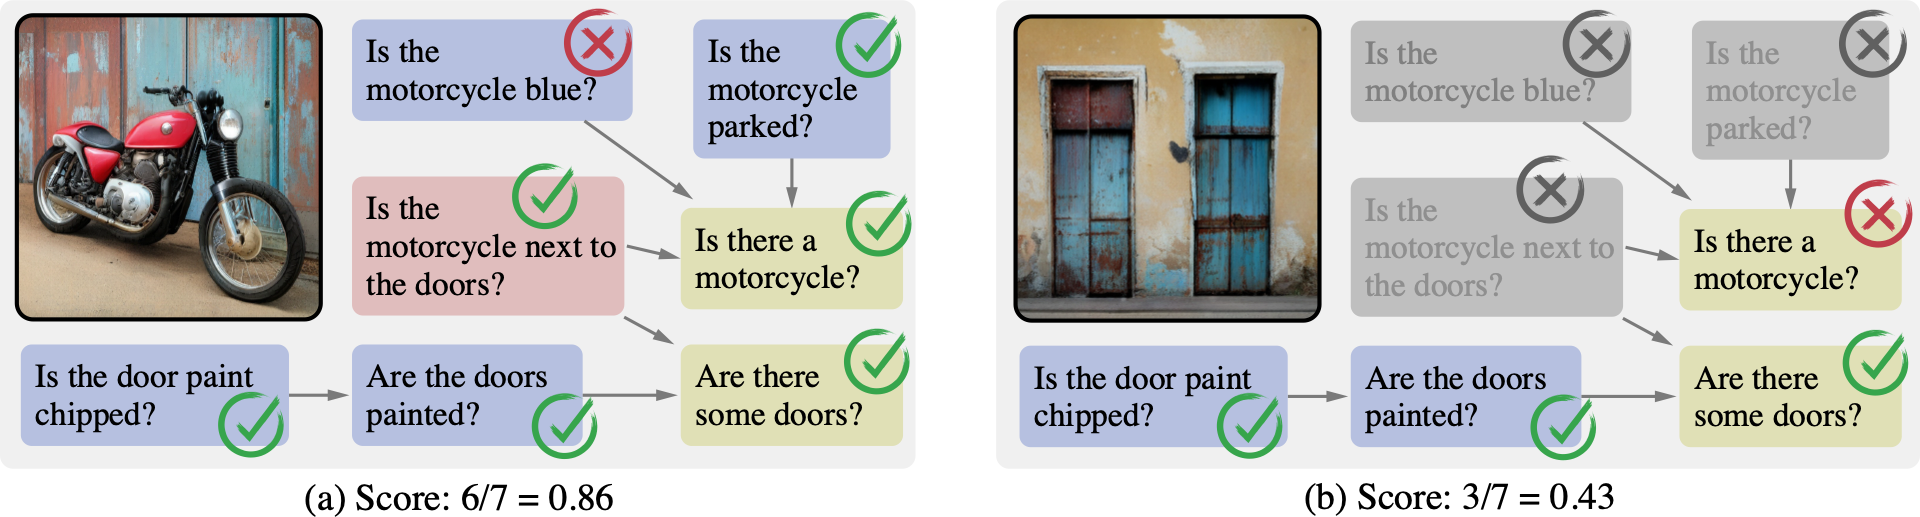 Is the
motorcycle blue?
Is the
motorcycle
parked?
Is the
motorcycle next to
the doors?
Is there a
motorcycle?
Is the door paint
chipped?
Are the doors
painted?
Are there
some doors?
(a) Score: 6/7 = 0.86
Is the
motorcycle blue?
Is the
motorcycle
parked?
Is the
motorcycle next to
the doors?
Is there a
motorcycle?
Is the door paint
chipped?
Are the doors
painted?
Are there
some doors?
(b) Score: 3/7 = 0.43